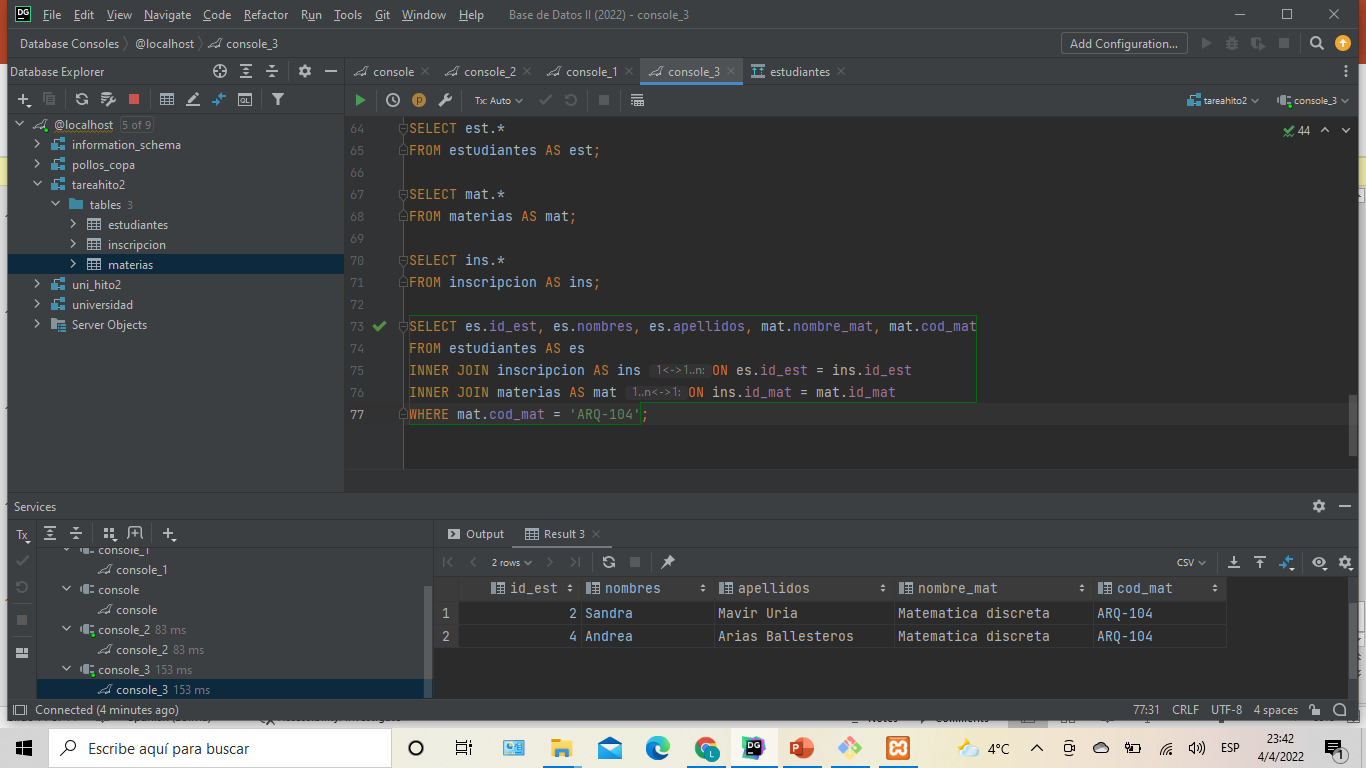 DG File Edit View Navigate Code Refactor Run Tools Git Window Help Base de Datos II (2022) - console_3
Database Consoles @localhost console_3 Add Configuration...
Database Explorer
console console_2 console_1 console_3 estudiantes
Tx: Auto tareahito2 console_3
@localhost 5 of 9
information_schema
pollos_copa
tareahito2
tables 3
estudiantes
inscripcion
materias
uni_hito2
universidad
Server Objects
44
64 SELECT est.*
65 FROM estudiantes AS est;
66
67 SELECT mat.*
68 FROM materias AS mat;
69
70 SELECT ins.*
71 FROM inscripcion AS ins;
72
73 SELECT es.id_est, es.nombres, es.apellidos, mat.nombre_mat, mat.cod_mat
74 FROM estudiantes AS es
75 INNER JOIN inscripcion AS ins 1<->1..n: ON es.id_est = ins.id_est
76 INNER JOIN materias AS mat 1..n<->1: ON ins.id_mat = mat.id_mat
77 WHERE mat.cod_mat = 'ARQ-104';
Services
Tx
console_1
console_1
console
console
console_2 83 ms
console_2 83 ms
console_3 153 ms
console_3 153 ms
Output Result 3
2 rows CSV
id_est nombres apellidos nombre_mat cod_mat
1 2 Sandra Mavir Uria Matematica discreta ARQ-104
2 4 Andrea Arias Ballesteros Matematica discreta ARQ-104
Connected (4 minutes ago) 77:31 CRLF UTF-8 4 spaces
Escribe aquí para buscar
4°C ESP 23:42
4/4/2022
1